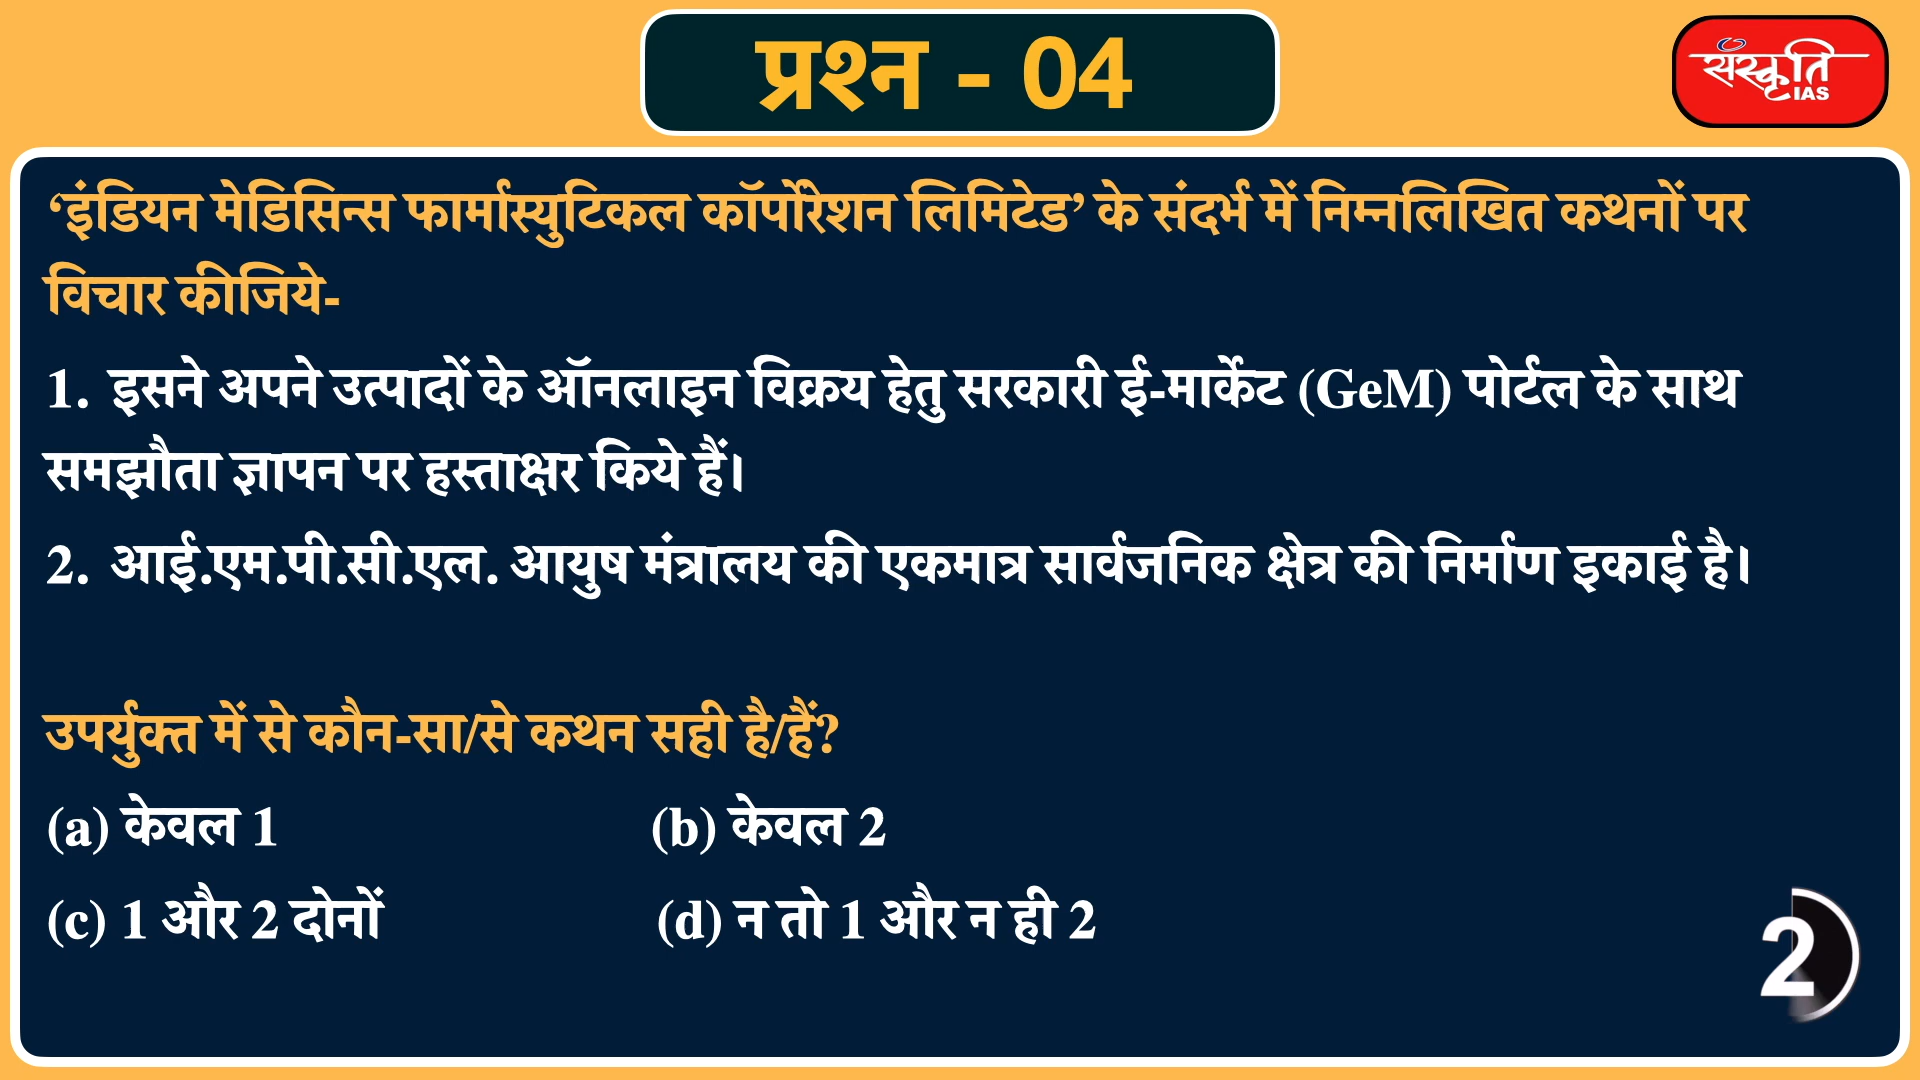 प्रश्न - 04
संस्कृति
IAS
‘इंडियन मेडिसिन्स फार्मास्युटिकल कॉर्पोरेशन लिमिटेड’ के संदर्भ में निम्नलिखित कथनों पर
विचार कीजिये-
1. इसने अपने उत्पादों के ऑनलाइन विक्रय हेतु सरकारी ई-मार्केट (GeM) पोर्टल के साथ
समझौता ज्ञापन पर हस्ताक्षर किये हैं।
2. आई.एम.पी.सी.एल. आयुष मंत्रालय की एकमात्र सार्वजनिक क्षेत्र की निर्माण इकाई है।
उपर्युक्त में से कौन-सा/से कथन सही है/हैं?
(a) केवल 1 (b) केवल 2
(c) 1 और 2 दोनों (d) न तो 1 और न ही 2
2